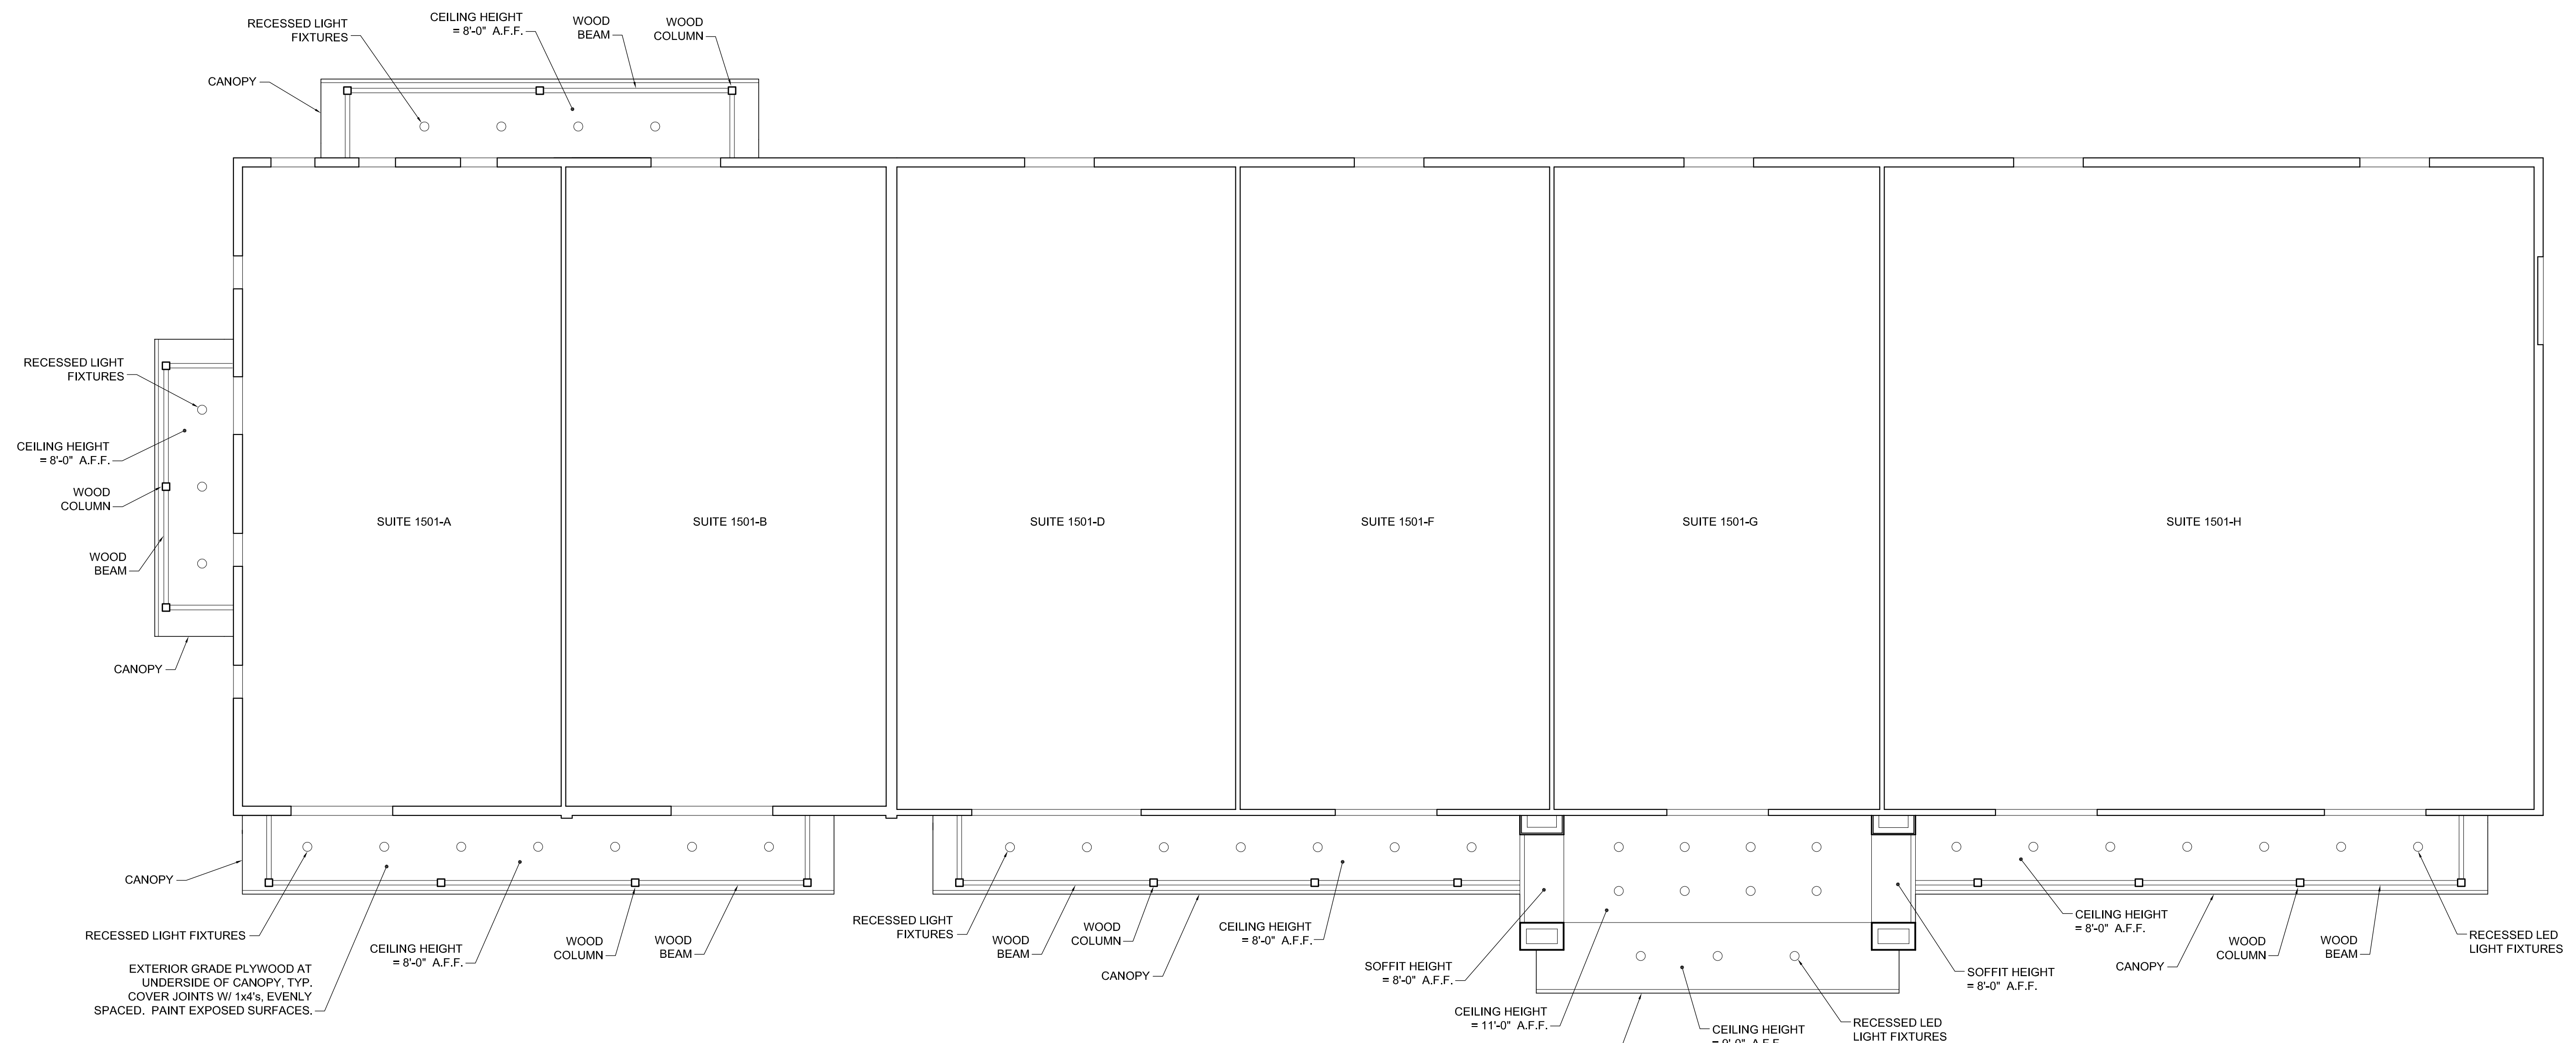 RECESSED LIGHT
FIXTURES
CEILING HEIGHT
= 8'-0" A.F.F.
WOOD
BEAM
WOOD
COLUMN
CANOPY
RECESSED LIGHT
FIXTURES
CEILING HEIGHT
= 8'-0" A.F.F.
WOOD
COLUMN
WOOD
BEAM
CANOPY
SUITE 1501-A
SUITE 1501-B
SUITE 1501-D
SUITE 1501-F
SUITE 1501-G
SUITE 1501-H
CANOPY
RECESSED LIGHT FIXTURES
EXTERIOR GRADE PLYWOOD AT
UNDERSIDE OF CANOPY, TYP.
COVER JOINTS W/ 1x4's, EVENLY
SPACED. PAINT EXPOSED SURFACES.
CEILING HEIGHT
= 8'-0" A.F.F.
WOOD
COLUMN
WOOD
BEAM
RECESSED LIGHT
FIXTURES
WOOD
BEAM
WOOD
COLUMN
CANOPY
CEILING HEIGHT
= 8'-0" A.F.F.
SOFFIT HEIGHT
= 8'-0" A.F.F.
CEILING HEIGHT
= 11'-0" A.F.F.
CEILING HEIGHT
RECESSED LED
LIGHT FIXTURES
SOFFIT HEIGHT
= 8'-0" A.F.F.
CEILING HEIGHT
= 8'-0" A.F.F.
CANOPY
WOOD
COLUMN
WOOD
BEAM
RECESSED LED
LIGHT FIXTURES